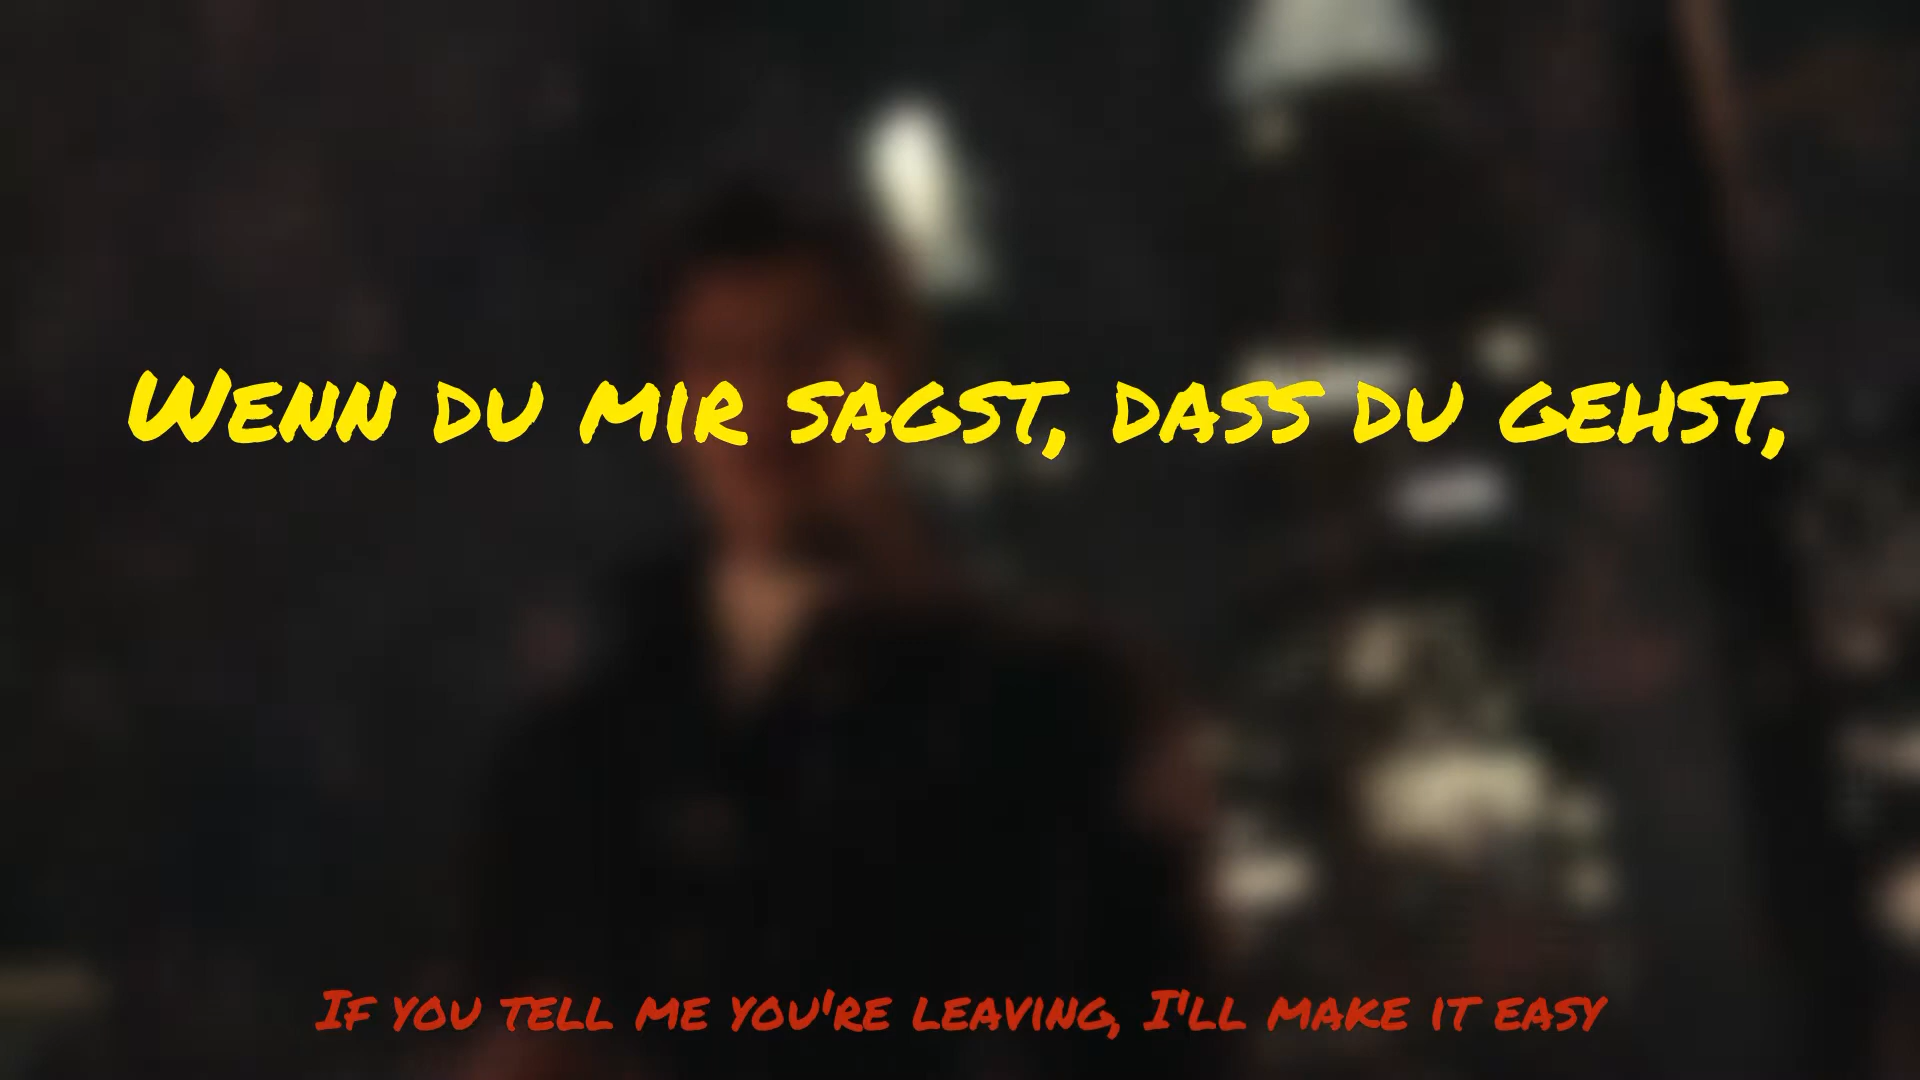 Wenn du mir sagst, dass du gehst,
If you tell me you're leaving, I'll make it easy